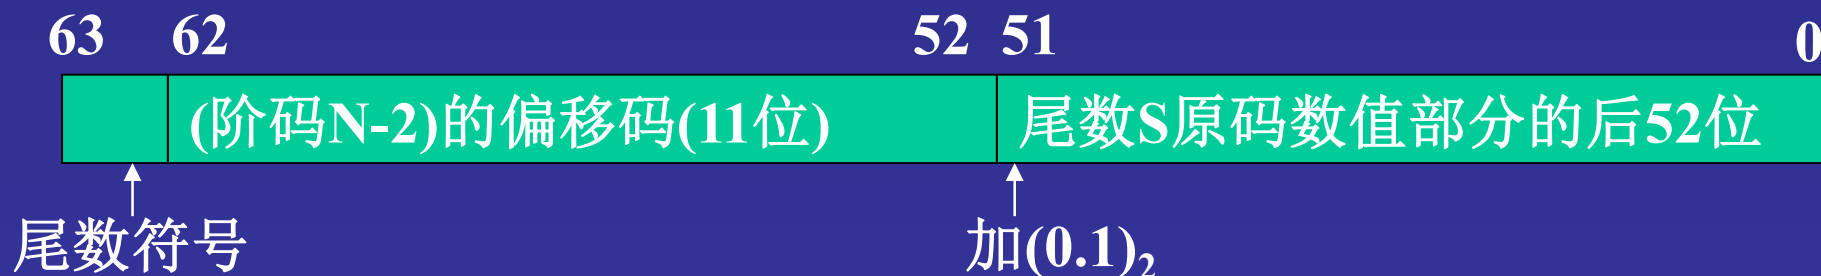 63 62 52 51 0
(阶码N-2)的偏移码(11位) 尾数S原码数值部分的后52位
尾数符号 加(0.1)₂